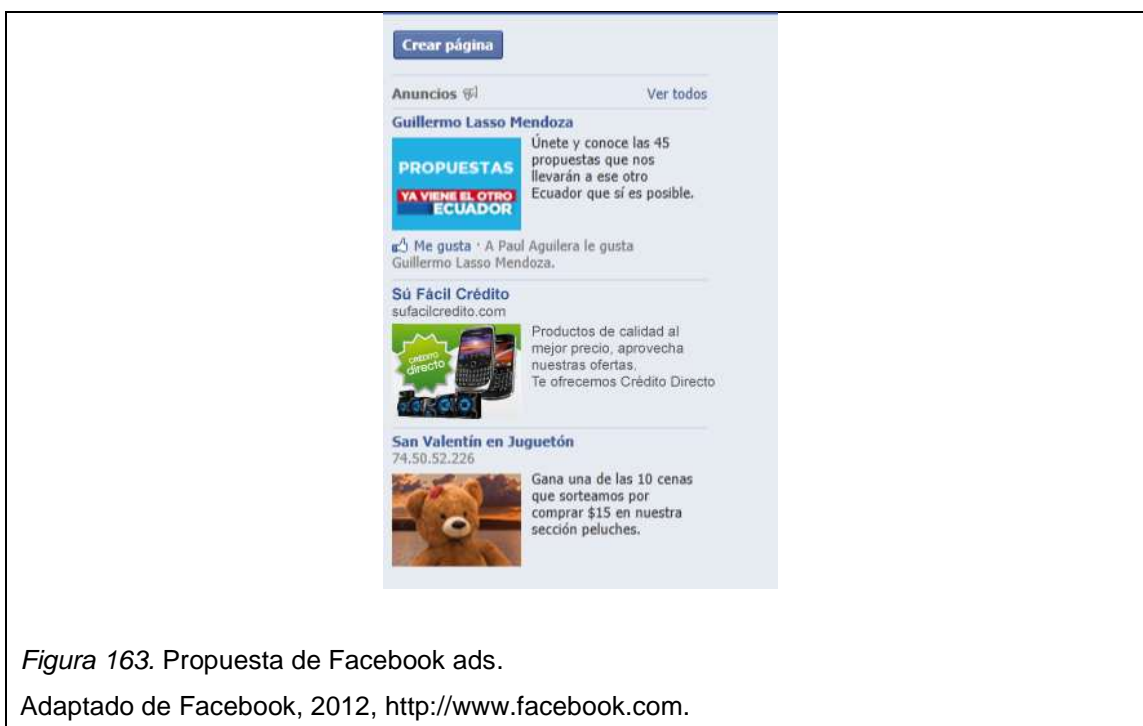 Crear página
Anuncios
Ver todos
Guillermo Lasso Mendoza
PROPUESTAS
YA VIENE EL OTRO
ECUADOR
Únete y conoce las 45
propuestas que nos
llevarán a ese otro
Ecuador que sí es posible.
Me gusta · A Paul Aguilera le gusta
Guillermo Lasso Mendoza.
Sú Fácil Crédito
sufacilcredito.com
CRÉDITO
directo
Productos de calidad al
mejor precio, aprovecha
nuestras ofertas.
Te ofrecemos Crédito Directo
San Valentín en Juguetón
74.50.52.226
Gana una de las 10 cenas
que sorteamos por
comprar $15 en nuestra
sección peluches.
Figura 163. Propuesta de Facebook ads.
Adaptado de Facebook, 2012, http://www.facebook.com.